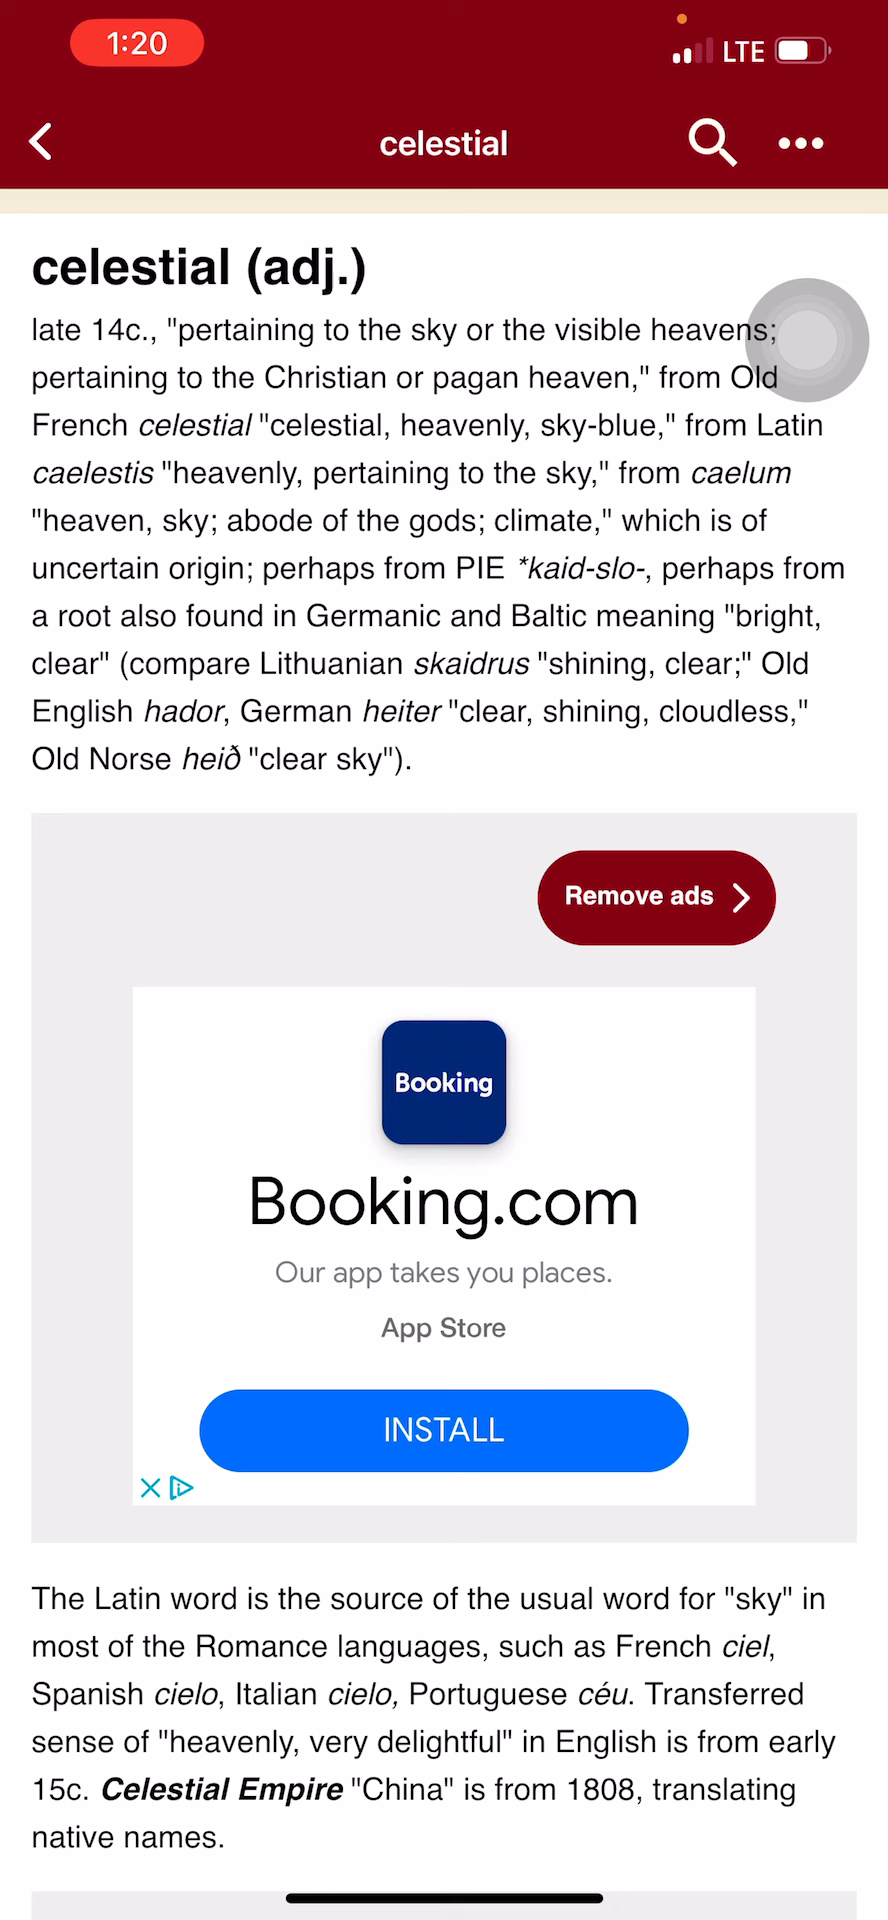 1:20
LTE
celestial
celestial (adj.)
late 14c., "pertaining to the sky or the visible heavens;
pertaining to the Christian or pagan heaven," from Old
French celestial "celestial, heavenly, sky-blue," from Latin
caelestis "heavenly, pertaining to the sky," from caelum
"heaven, sky; abode of the gods; climate," which is of
uncertain origin; perhaps from PIE *kaid-slo-, perhaps from
a root also found in Germanic and Baltic meaning "bright,
clear" (compare Lithuanian skaidrus "shining, clear;" Old
English hador, German heiter "clear, shining, cloudless,"
Old Norse heið "clear sky").
Remove ads
Booking
Booking.com
Our app takes you places.
App Store
INSTALL
The Latin word is the source of the usual word for "sky" in
most of the Romance languages, such as French ciel,
Spanish cielo, Italian cielo, Portuguese céu. Transferred
sense of "heavenly, very delightful" in English is from early
15c. Celestial Empire "China" is from 1808, translating
native names.